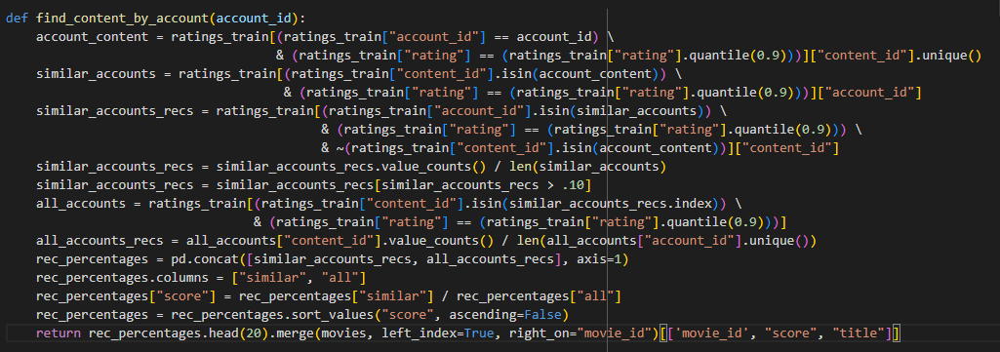 def find_content_by_account(account_id):
    account_content = ratings_train[(ratings_train["account_id"] == account_id) \
                                & (ratings_train["rating"] == (ratings_train["rating"].quantile(0.9)))]["content_id"].unique()
    similar_accounts = ratings_train[(ratings_train["content_id"].isin(account_content)) \
                                 & (ratings_train["rating"] == (ratings_train["rating"].quantile(0.9)))]["account_id"]
    similar_accounts_recs = ratings_train[(ratings_train["account_id"].isin(similar_accounts)) \
                                      & (ratings_train["rating"] == (ratings_train["rating"].quantile(0.9))) \
                                      & ~(ratings_train["content_id"].isin(account_content))]["content_id"]
    similar_accounts_recs = similar_accounts_recs.value_counts() / len(similar_accounts)
    similar_accounts_recs = similar_accounts_recs[similar_accounts_recs > .10]
    all_accounts = ratings_train[(ratings_train["content_id"].isin(similar_accounts_recs.index)) \
                             & (ratings_train["rating"] == (ratings_train["rating"].quantile(0.9)))]
    all_accounts_recs = all_accounts["content_id"].value_counts() / len(all_accounts["account_id"].unique())
    rec_percentages = pd.concat([similar_accounts_recs, all_accounts_recs], axis=1)
    rec_percentages.columns = ["similar", "all"]
    rec_percentages["score"] = rec_percentages["similar"] / rec_percentages["all"]
    rec_percentages = rec_percentages.sort_values("score", ascending=False)
    return rec_percentages.head(20).merge(movies, left_index=True, right_on="movie_id")[['movie_id', "score", "title"]]